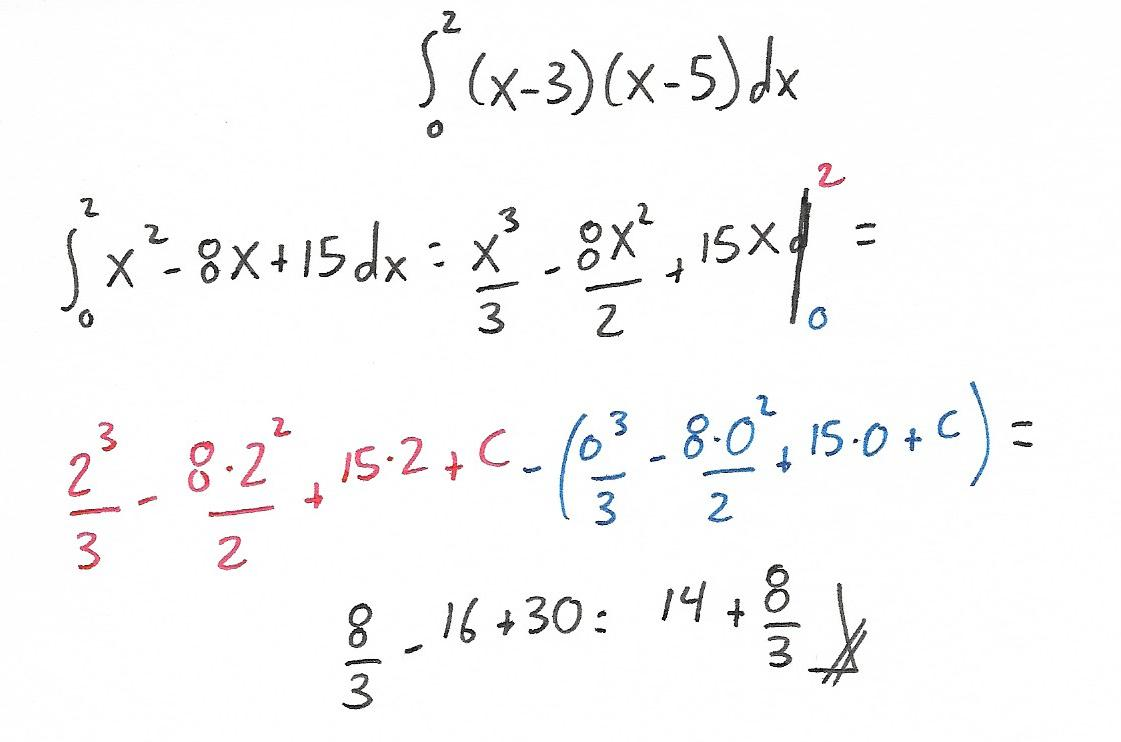 ∫₀² (x-3)(x-5)dx
∫₀² x² - 8x + 15 dx = x³/3 - 8x²/2 + 15x |₀² =
2³/3 - 8·2²/2 + 15·2 + C - (0³/3 - 8·0²/2 + 15·0 + C) =
8/3 - 16 + 30 = 14 + 8/3